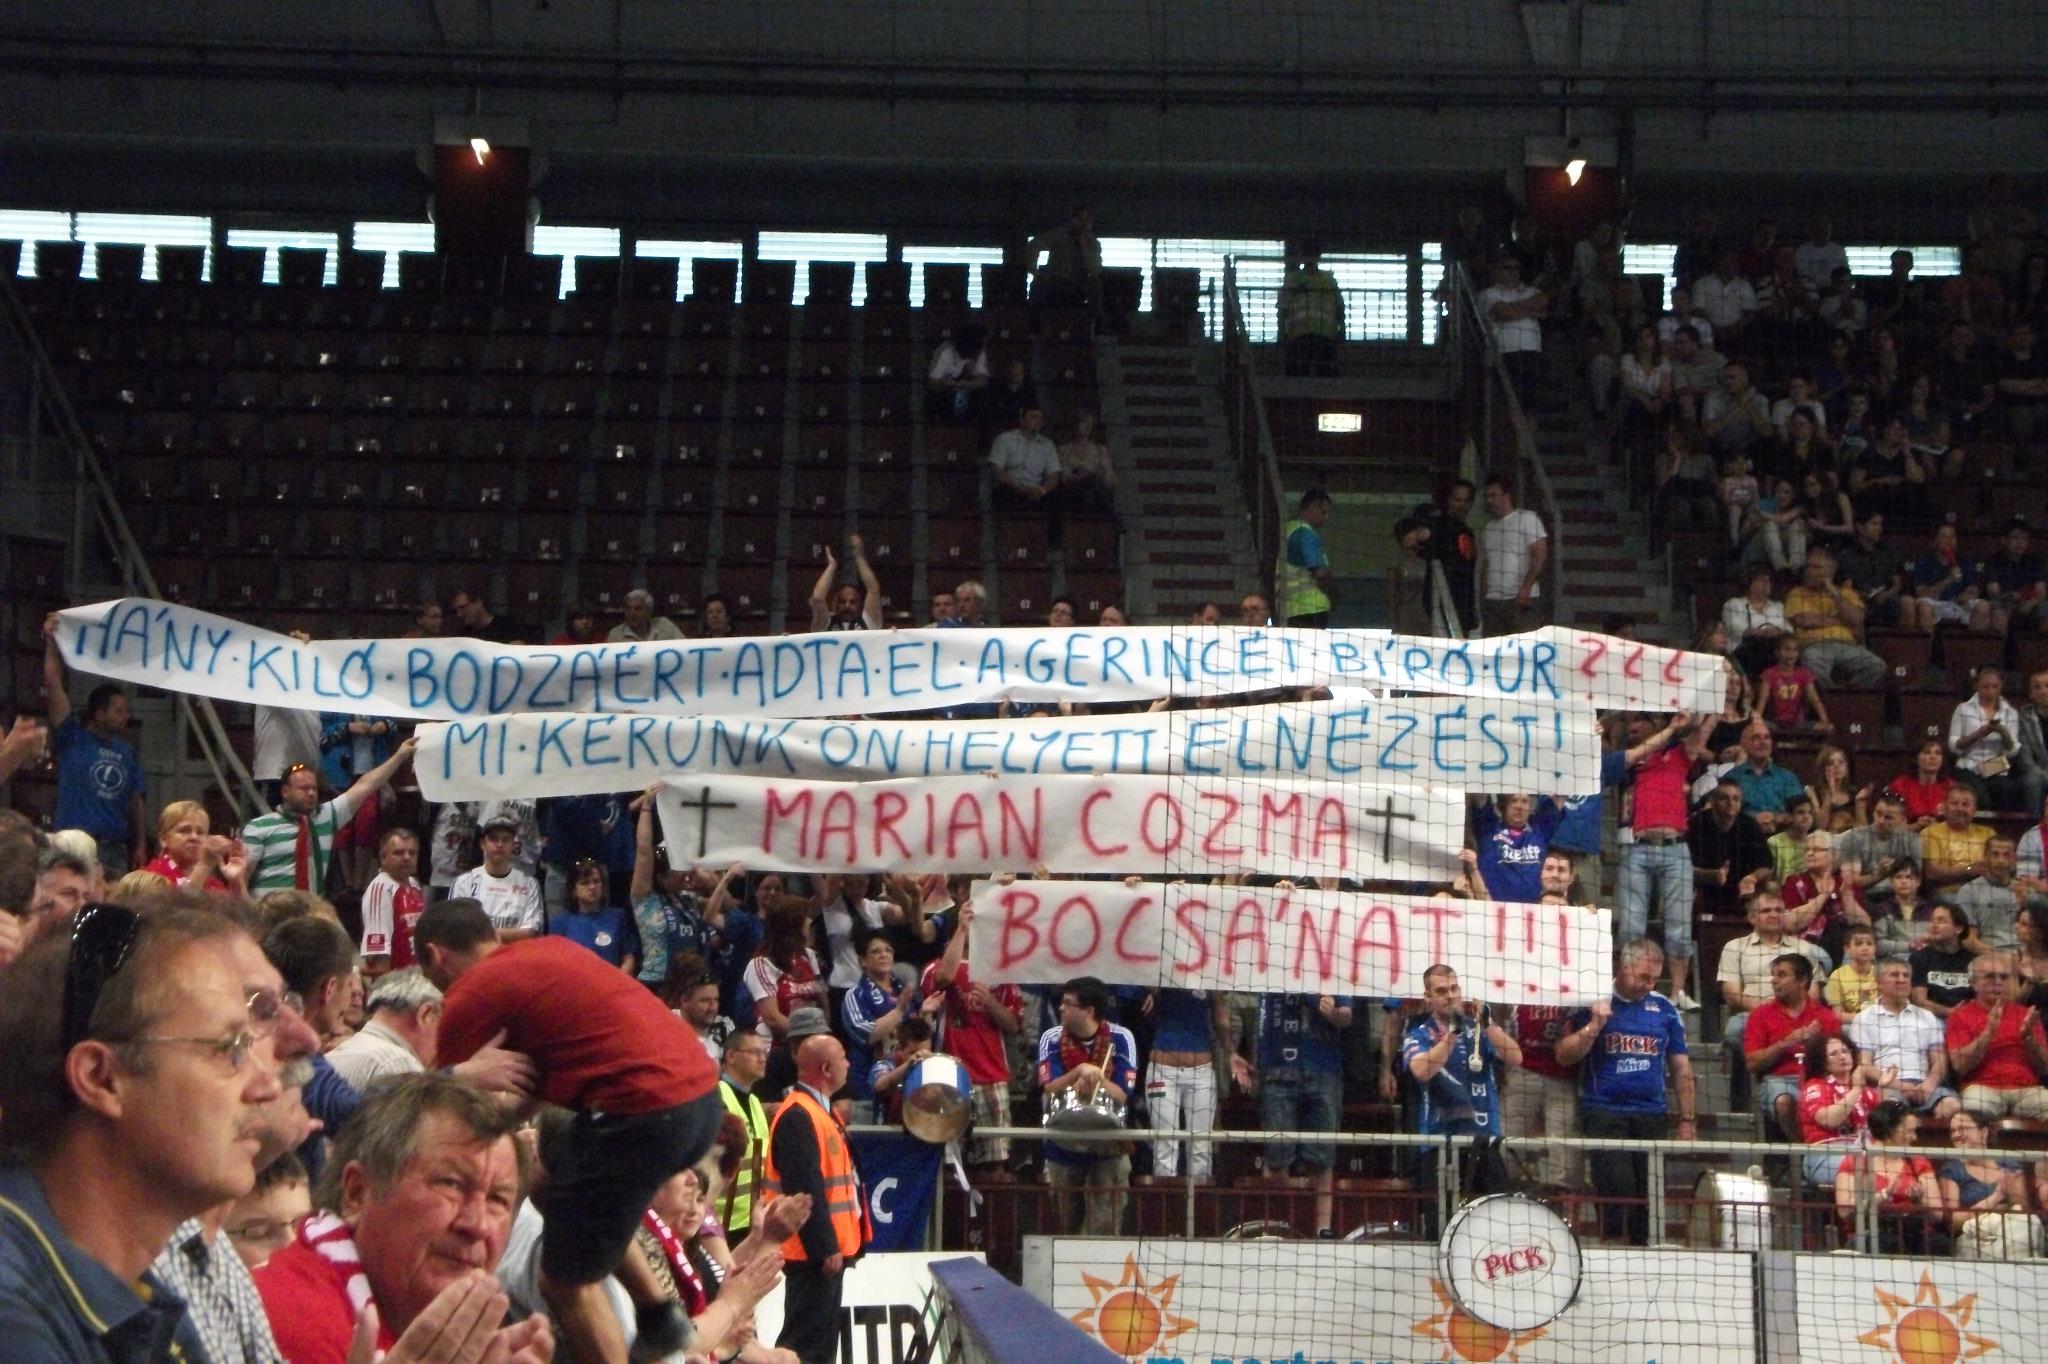 HÁNY·KILÓ·BODZÁÉRT·ADTA·EL·A·GERINCÉT·BÍRÓ·ÚR???
MI·KÉRÜNK·ÖN·HELYETT·ELNÉZÉST!
†MARIAN COZMA†
BOCSÁNAT!!!
PICK
PICK